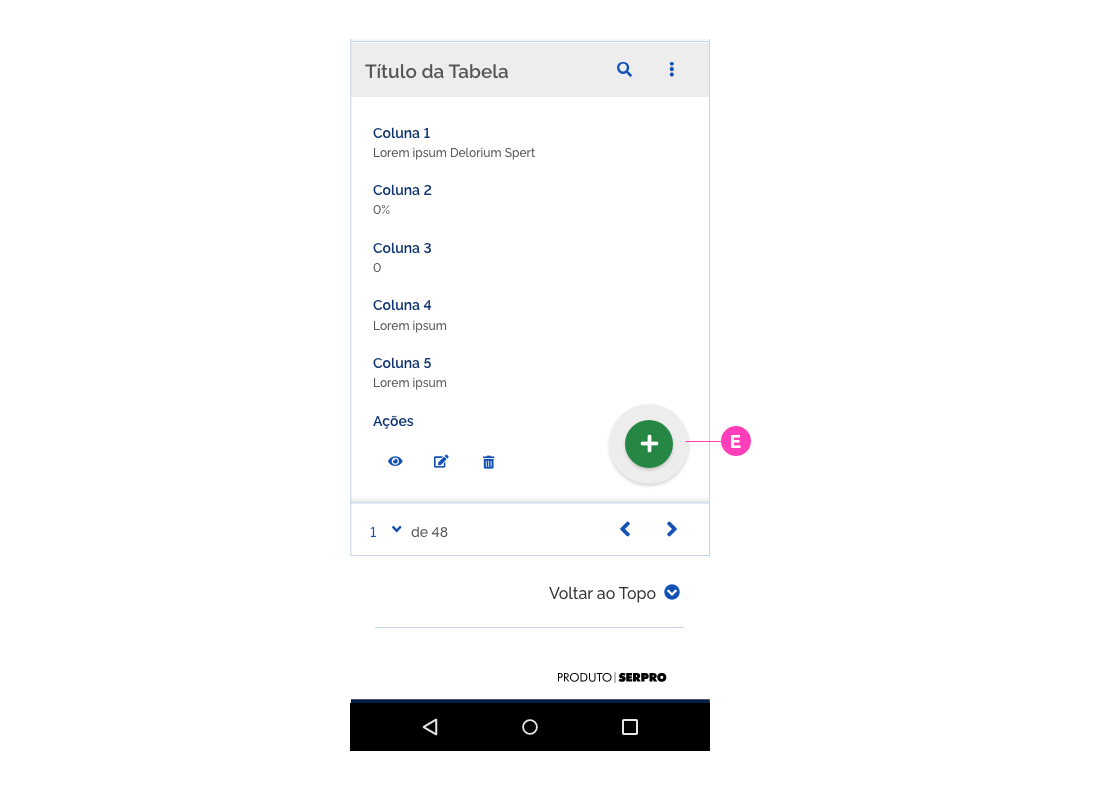 Título da Tabela
Coluna 1
Lorem ipsum Delorium Spert
Coluna 2
0%
Coluna 3
0
Coluna 4
Lorem ipsum
Coluna 5
Lorem ipsum
Ações
E
1 de 48
Voltar ao Topo
PRODUTO | SERPRO